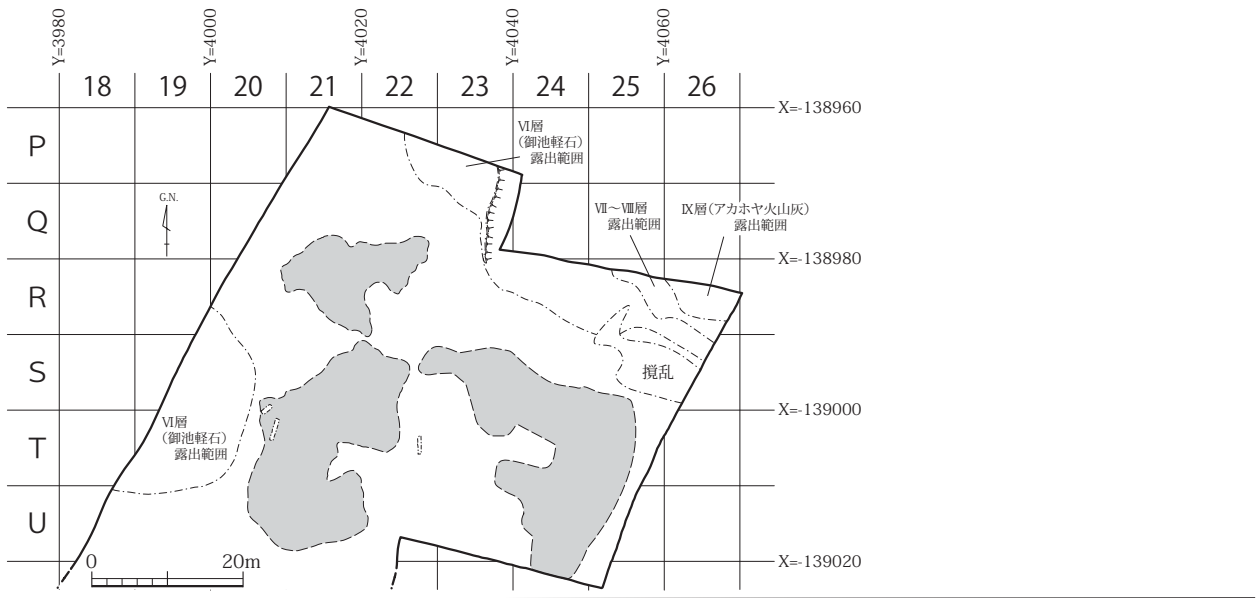 Y=3980
Y=4000
Y=4020
Y=4040
Y=4060
18 19 20 21 22 23 24 25 26
X=-138960
P
Ⅵ層
(御池軽石)
露出範囲
G.N.
Q
Ⅶ～Ⅷ層
露出範囲
Ⅸ層(アカホヤ火山灰)
露出範囲
X=-138980
R
S
撹乱
X=-139000
Ⅵ層
(御池軽石)
露出範囲
T
U
0 20m
X=-139020